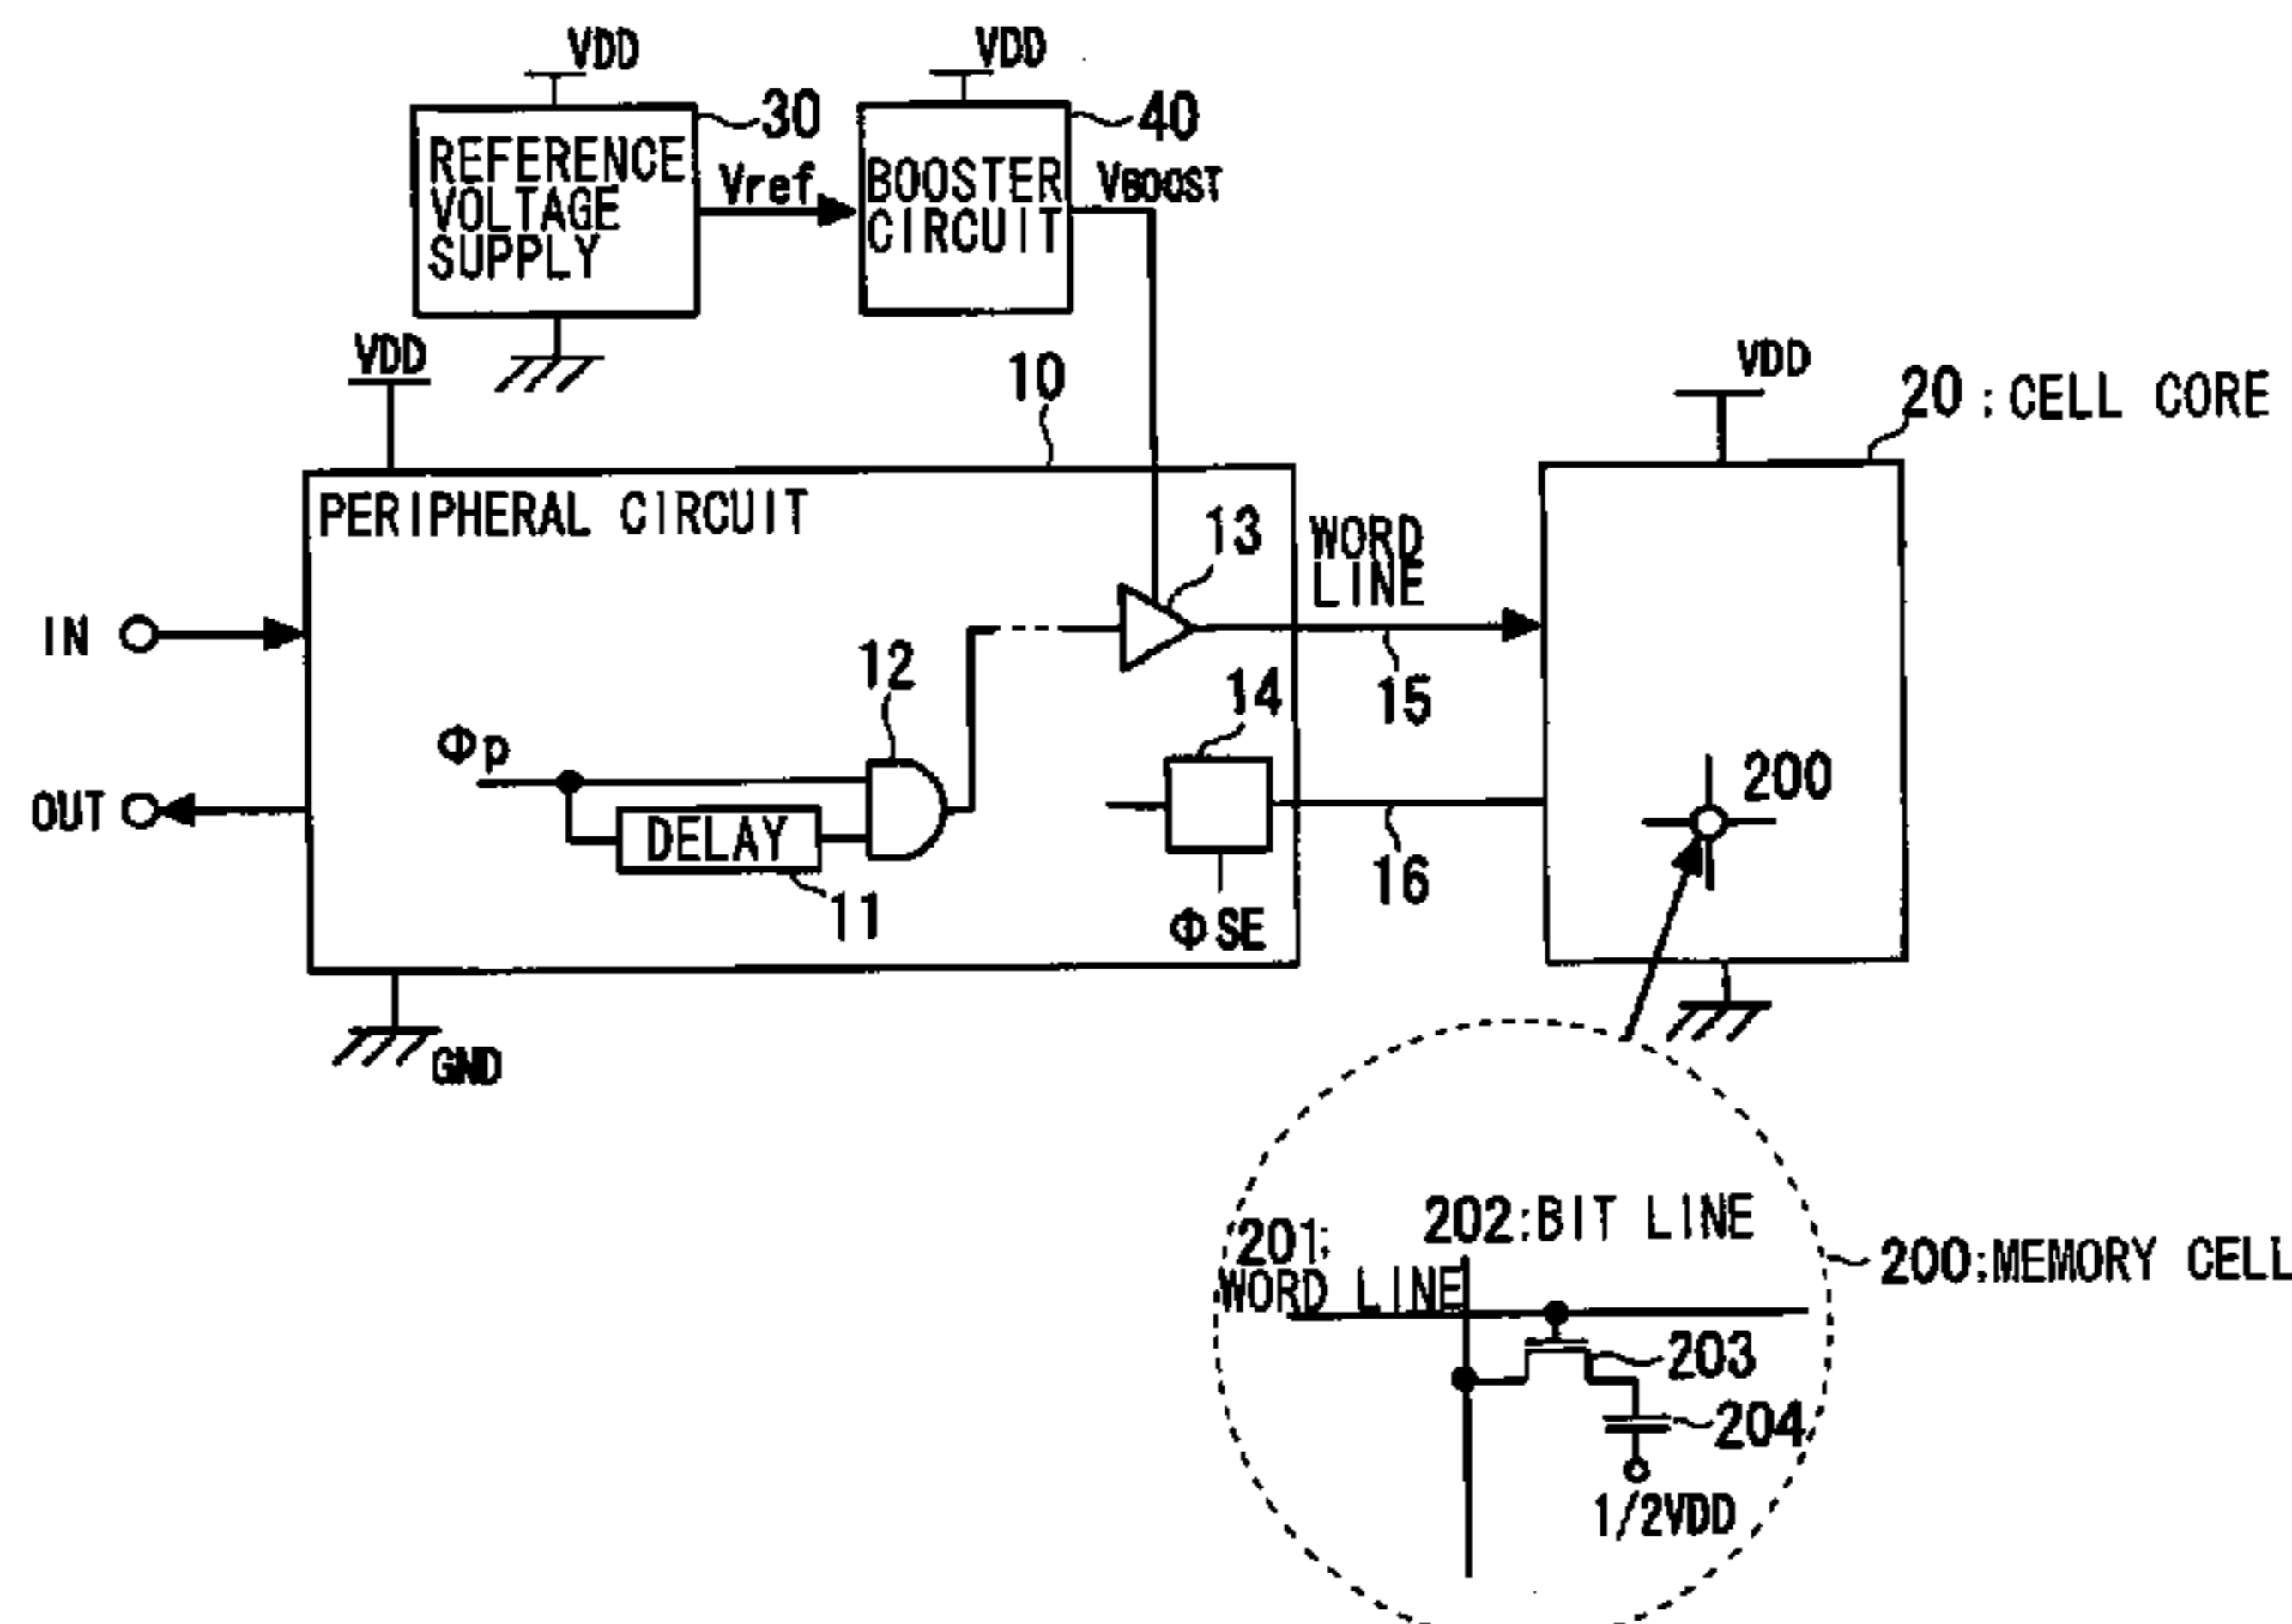 VDD
VDD
30
40
REFERENCE
VOLTAGE
SUPPLY
Vref
BOOSTER
CIRCUIT
VBOOST
VDD
10
VDD
20:CELL CORE
PERIPHERAL CIRCUIT
13
WORD
LINE
IN
12
14
15
Φp
200
OUT
DELAY
11
16
ΦSE
GND
202:BIT LINE
201:
WORD LINE
200:MEMORY CELL
203
204
1/2VDD